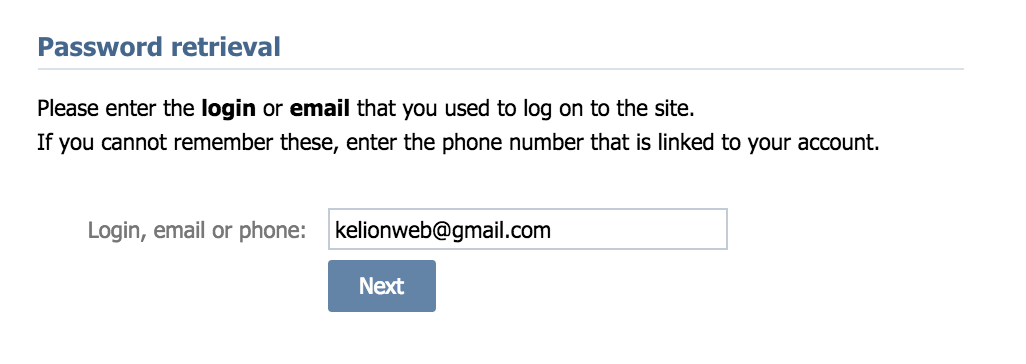 Password retrieval
Please enter the login or email that you used to log on to the site.
If you cannot remember these, enter the phone number that is linked to your account.
Login, email or phone: kelionweb@gmail.com
Next